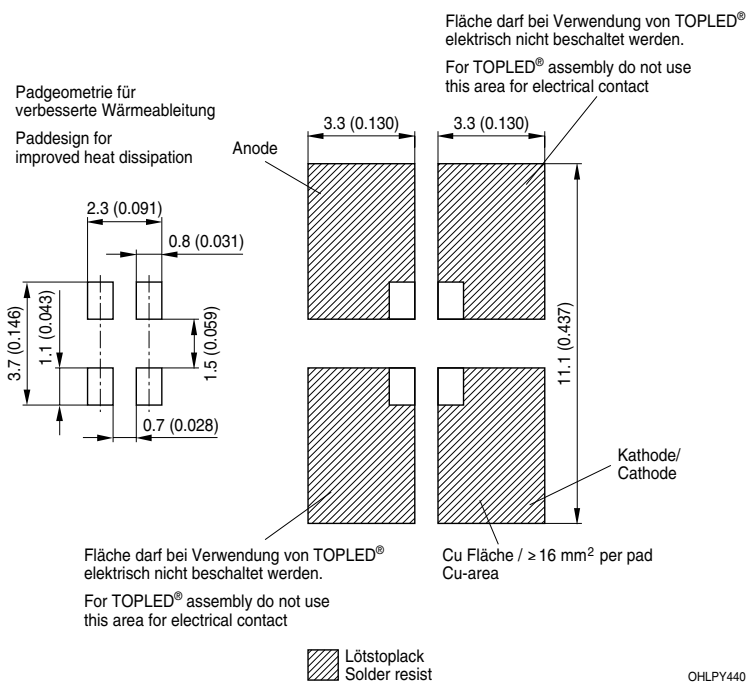 Fläche darf bei Verwendung von TOPLED®
elektrisch nicht beschaltet werden.
For TOPLED® assembly do not use
this area for electrical contact
Padgeometrie für
verbesserte Wärmeableitung
Paddesign for
improved heat dissipation
Anode
3.3 (0.130)
3.3 (0.130)
2.3 (0.091)
0.8 (0.031)
3.7 (0.146)
1.1 (0.043)
1.5 (0.059)
0.7 (0.028)
11.1 (0.437)
Kathode/
Cathode
Fläche darf bei Verwendung von TOPLED®
elektrisch nicht beschaltet werden.
For TOPLED® assembly do not use
this area for electrical contact
Cu Fläche / ≥ 16 mm² per pad
Cu-area
Lötstoplack
Solder resist
OHLPY440